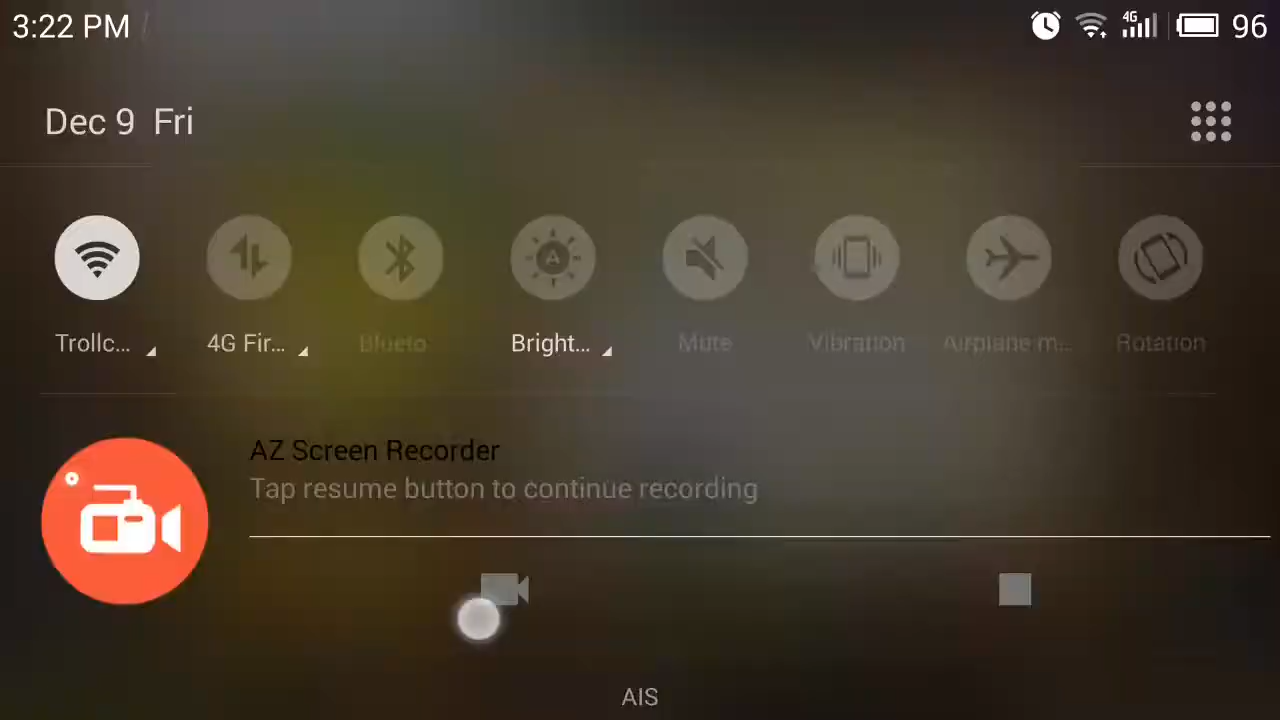 3:22 PM
4G
96
Dec 9 Fri
A
Trollc...
4G Fir...
Blueto
Bright...
Mute
Vibration
Airplane m...
Rotation
AZ Screen Recorder
Tap resume button to continue recording
AIS